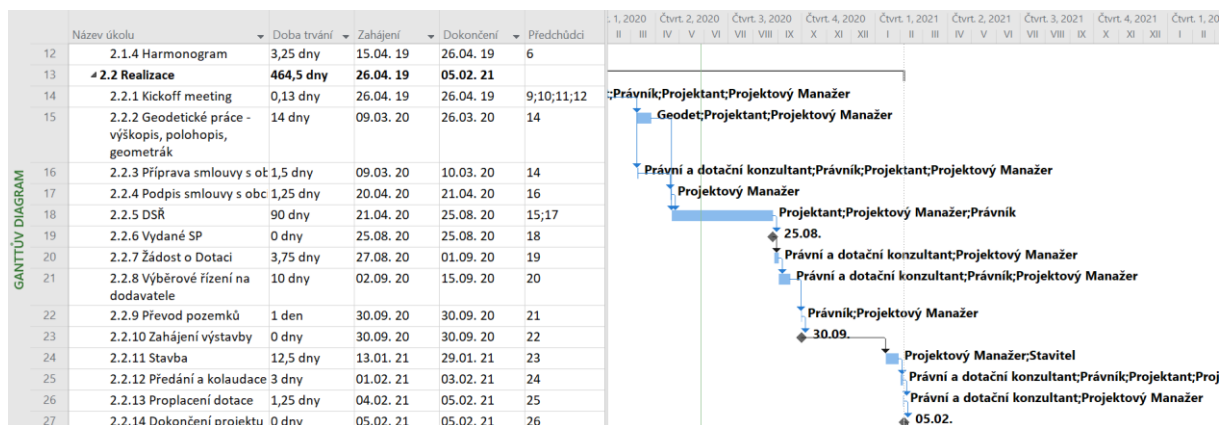 . 1, 2020 Čtvrt. 2, 2020 Čtvrt. 3, 2020 Čtvrt. 4, 2020 Čtvrt. 1, 2021 Čtvrt. 2, 2021 Čtvrt. 3, 2021 Čtvrt. 4, 2021 Čtvrt. 1, 20
Název úkolu Doba trvání Zahájení Dokončení Předchůdci II III IV V VI VII VIII IX X XI XII I II III IV V VI VII VIII IX X XI XII I II
12 2.1.4 Harmonogram 3,25 dny 15.04. 19 26.04. 19 6
13 2.2 Realizace 464,5 dny 26.04. 19 05.02. 21
14 2.2.1 Kickoff meeting 0,13 dny 26.04. 19 26.04. 19 9;10;11;12 ;Právník;Projektant;Projektový Manažer
15 2.2.2 Geodetické práce - 14 dny 09.03. 20 26.03. 20 14 Geodet;Projektant;Projektový Manažer
výškopis, polohopis,
geometrák
16 2.2.3 Příprava smlouvy s ob 1,5 dny 09.03. 20 10.03. 20 14 Právní a dotační konzultant;Právník;Projektant;Projektový Manažer
17 2.2.4 Podpis smlouvy s obc 1,25 dny 20.04. 20 21.04. 20 16 Projektový Manažer
18 2.2.5 DSŘ 90 dny 21.04. 20 25.08. 20 15;17 Projektant;Projektový Manažer;Právník
19 2.2.6 Vydané SP 0 dny 25.08. 20 25.08. 20 18 25.08.
20 2.2.7 Žádost o Dotaci 3,75 dny 27.08. 20 01.09. 20 19 Právní a dotační konzultant;Projektový Manažer
21 2.2.8 Výběrové řízení na 10 dny 02.09. 20 15.09. 20 20 Právní a dotační konzultant;Právník;Projektový Manažer
dodavatele
22 2.2.9 Převod pozemků 1 den 30.09. 20 30.09. 20 21 Právník;Projektový Manažer
23 2.2.10 Zahájení výstavby 0 dny 30.09. 20 30.09. 20 22 30.09.
24 2.2.11 Stavba 12,5 dny 13.01. 21 29.01. 21 23 Projektový Manažer;Stavitel
25 2.2.12 Předání a kolaudace 3 dny 01.02. 21 03.02. 21 24 Právní a dotační konzultant;Právník;Projektant;Proj
26 2.2.13 Proplacení dotace 1,25 dny 04.02. 21 05.02. 21 25 Právní a dotační konzultant;Projektový Manažer
27 2.2.14 Dokončení projektu 0 dny 05.02. 21 05.02. 21 26 05.02.
GANTTŮV DIAGRAM